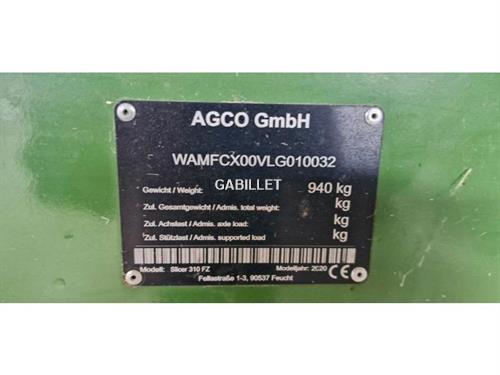 AGCO GmbH
WAMFCX00VLG010032
GABILLET
Gewicht / Weight: 940 kg
Zul. Gesamtgewicht / Admis. total weight: kg
Zul. Achslast / Admis. axle load: kg
Zul. Stützlast / Admis. supported load kg
Modell: Slicer 310 FZ Modelljahr: 2020 CE
Fellastraße 1-3, 90537 Feucht